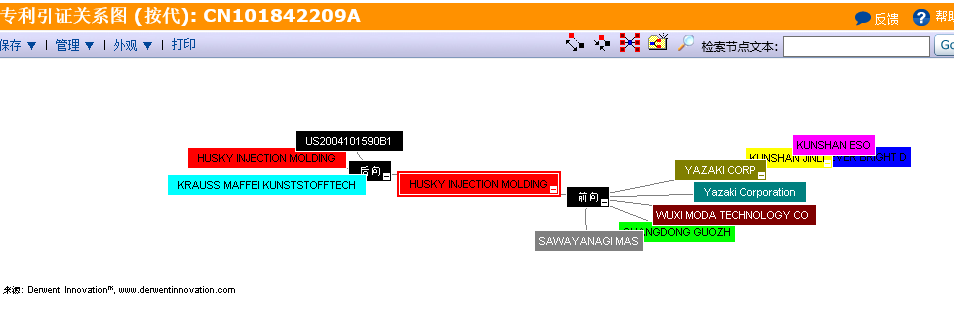 专利引证关系图 (按代): CN101842209A
反馈
帮助
保存
管理
外观
打印
检索节点文本:
Go
US2004101590B1
HUSKY INJECTION MOLDING
后向
KRAUSS MAFFEI KUNSTSTOFFTECH
HUSKY INJECTION MOLDING
前向
KUNSHAN ESO
KUNSHAN JINLI
YAZAKI CORP
Yazaki Corporation
WUXI MODA TECHNOLOGY CO
SHANGDONG GUOZH
SAWAYANAGI MAS
来源: Derwent Innovation™, www.derwentinnovation.com